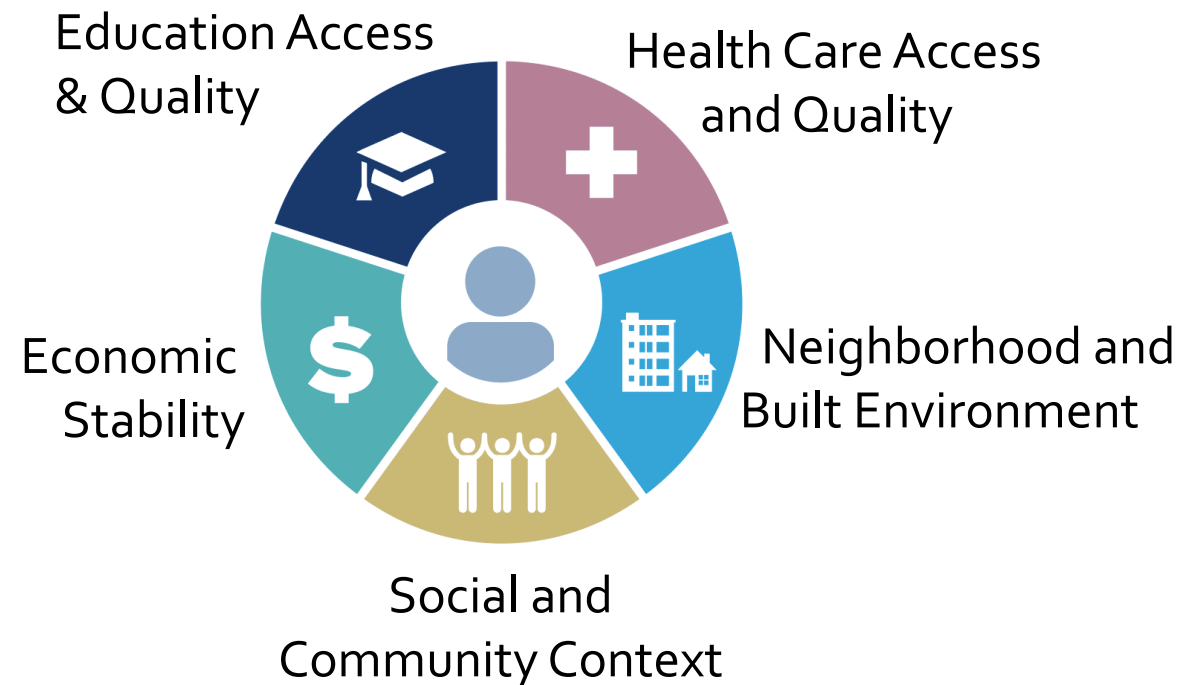 Education Access
& Quality
Health Care Access
and Quality
Economic
Stability
Neighborhood and
Built Environment
Social and
Community Context